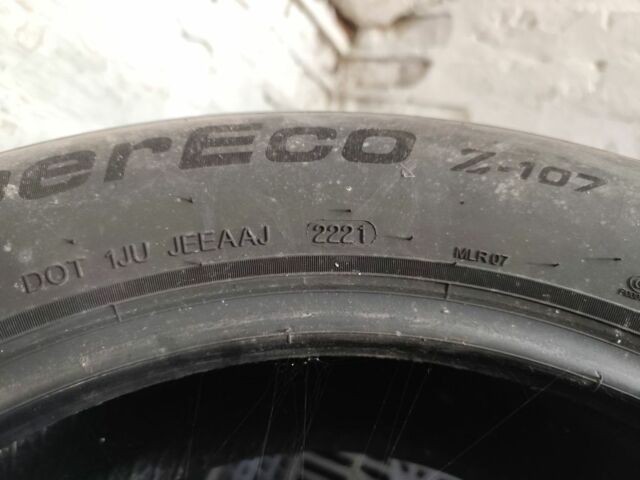 erEco Z-107
DOT 1JU JEEAAJ 2221 MLR07